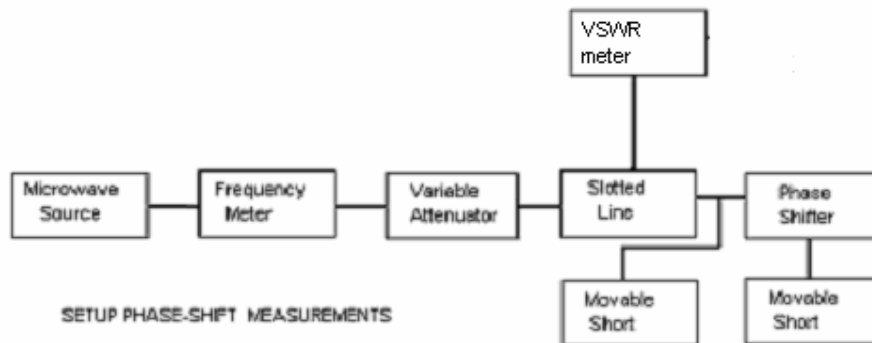 VSWR
meter
Microwave
Source
Frequency
Meter
Variable
Attenuator
Slotted
Line
Phase
Shifter
Movable
Short
Movable
Short
SETUP PHASE-SHIFT MEASUREMENTS